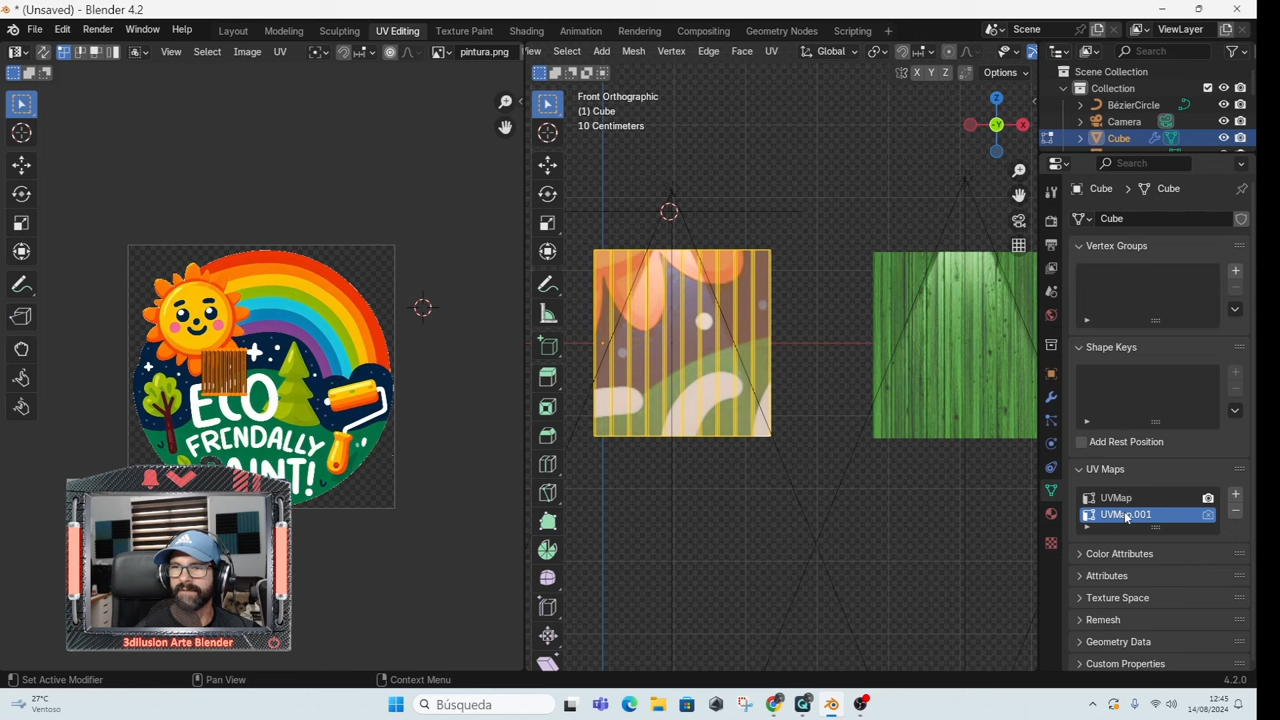 * (Unsaved) - Blender 4.2
File Edit Render Window Help
Layout Modeling Sculpting UV Editing Texture Paint Shading Animation Rendering Compositing Geometry Nodes Scripting +
Scene
ViewLayer
View Select Image UV
pintura.png
Select Add Mesh Vertex Edge Face UV
Global
Search
X Y Z
Options
Front Orthographic
(1) Cube
10 Centimeters
Z
Y
X
ECO
FRENDALLY
PAINT!
3dilusion Arte Blender
Scene Collection
Collection
BézierCircle
Camera
Cube
Search
Cube > Cube
Cube
Vertex Groups
Shape Keys
Add Rest Position
UV Maps
UVMap
UVMap.001
Color Attributes
Attributes
Texture Space
Remesh
Geometry Data
Custom Properties
Set Active Modifier
Pan View
Context Menu
4.2.0
27°C
Ventoso
Búsqueda
12:45
14/08/2024